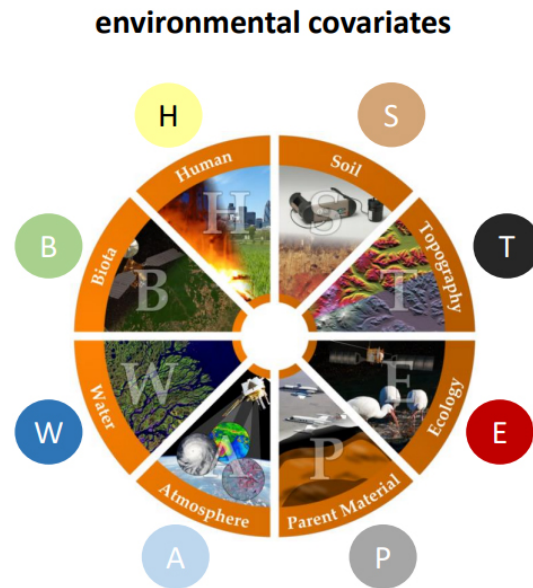 environmental covariates
H
S
Human
Soil
B
Biota
H
S
Topography
T
B
T
W
Water
W
E
Ecology
E
A
P
Atmosphere
Parent Material
A
P